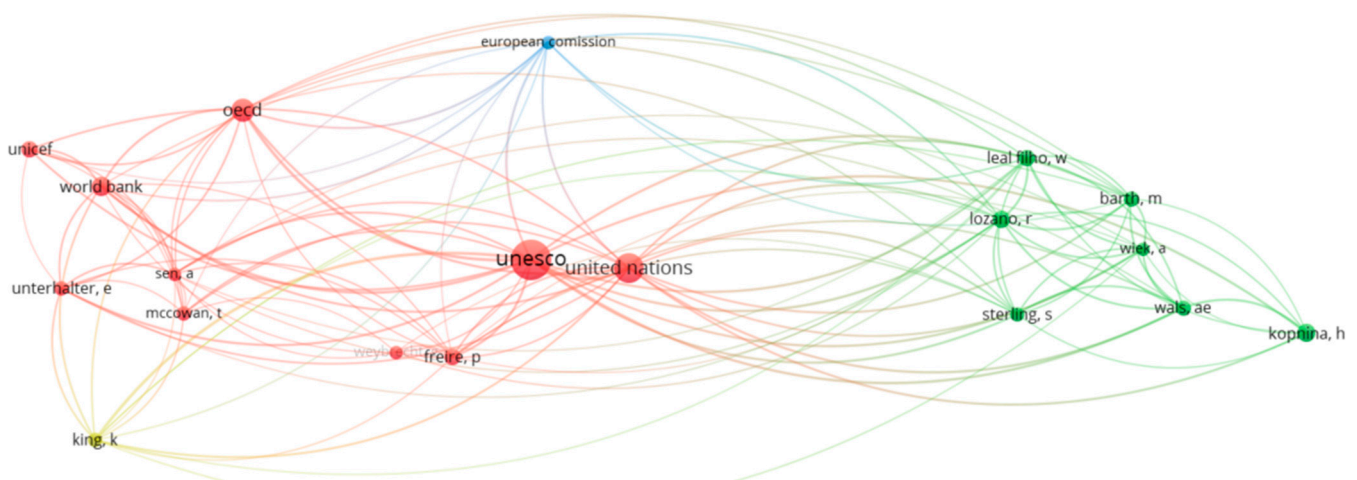 european comission
oecd
unicef
leal filho, w
world bank
barth, m
lozano, r
wiek, a
unesco
united nations
sen, a
unterhalter, e
mccowan, t
sterling, s
wals, ae
kopnina, h
weybrecht
freire, p
king, k